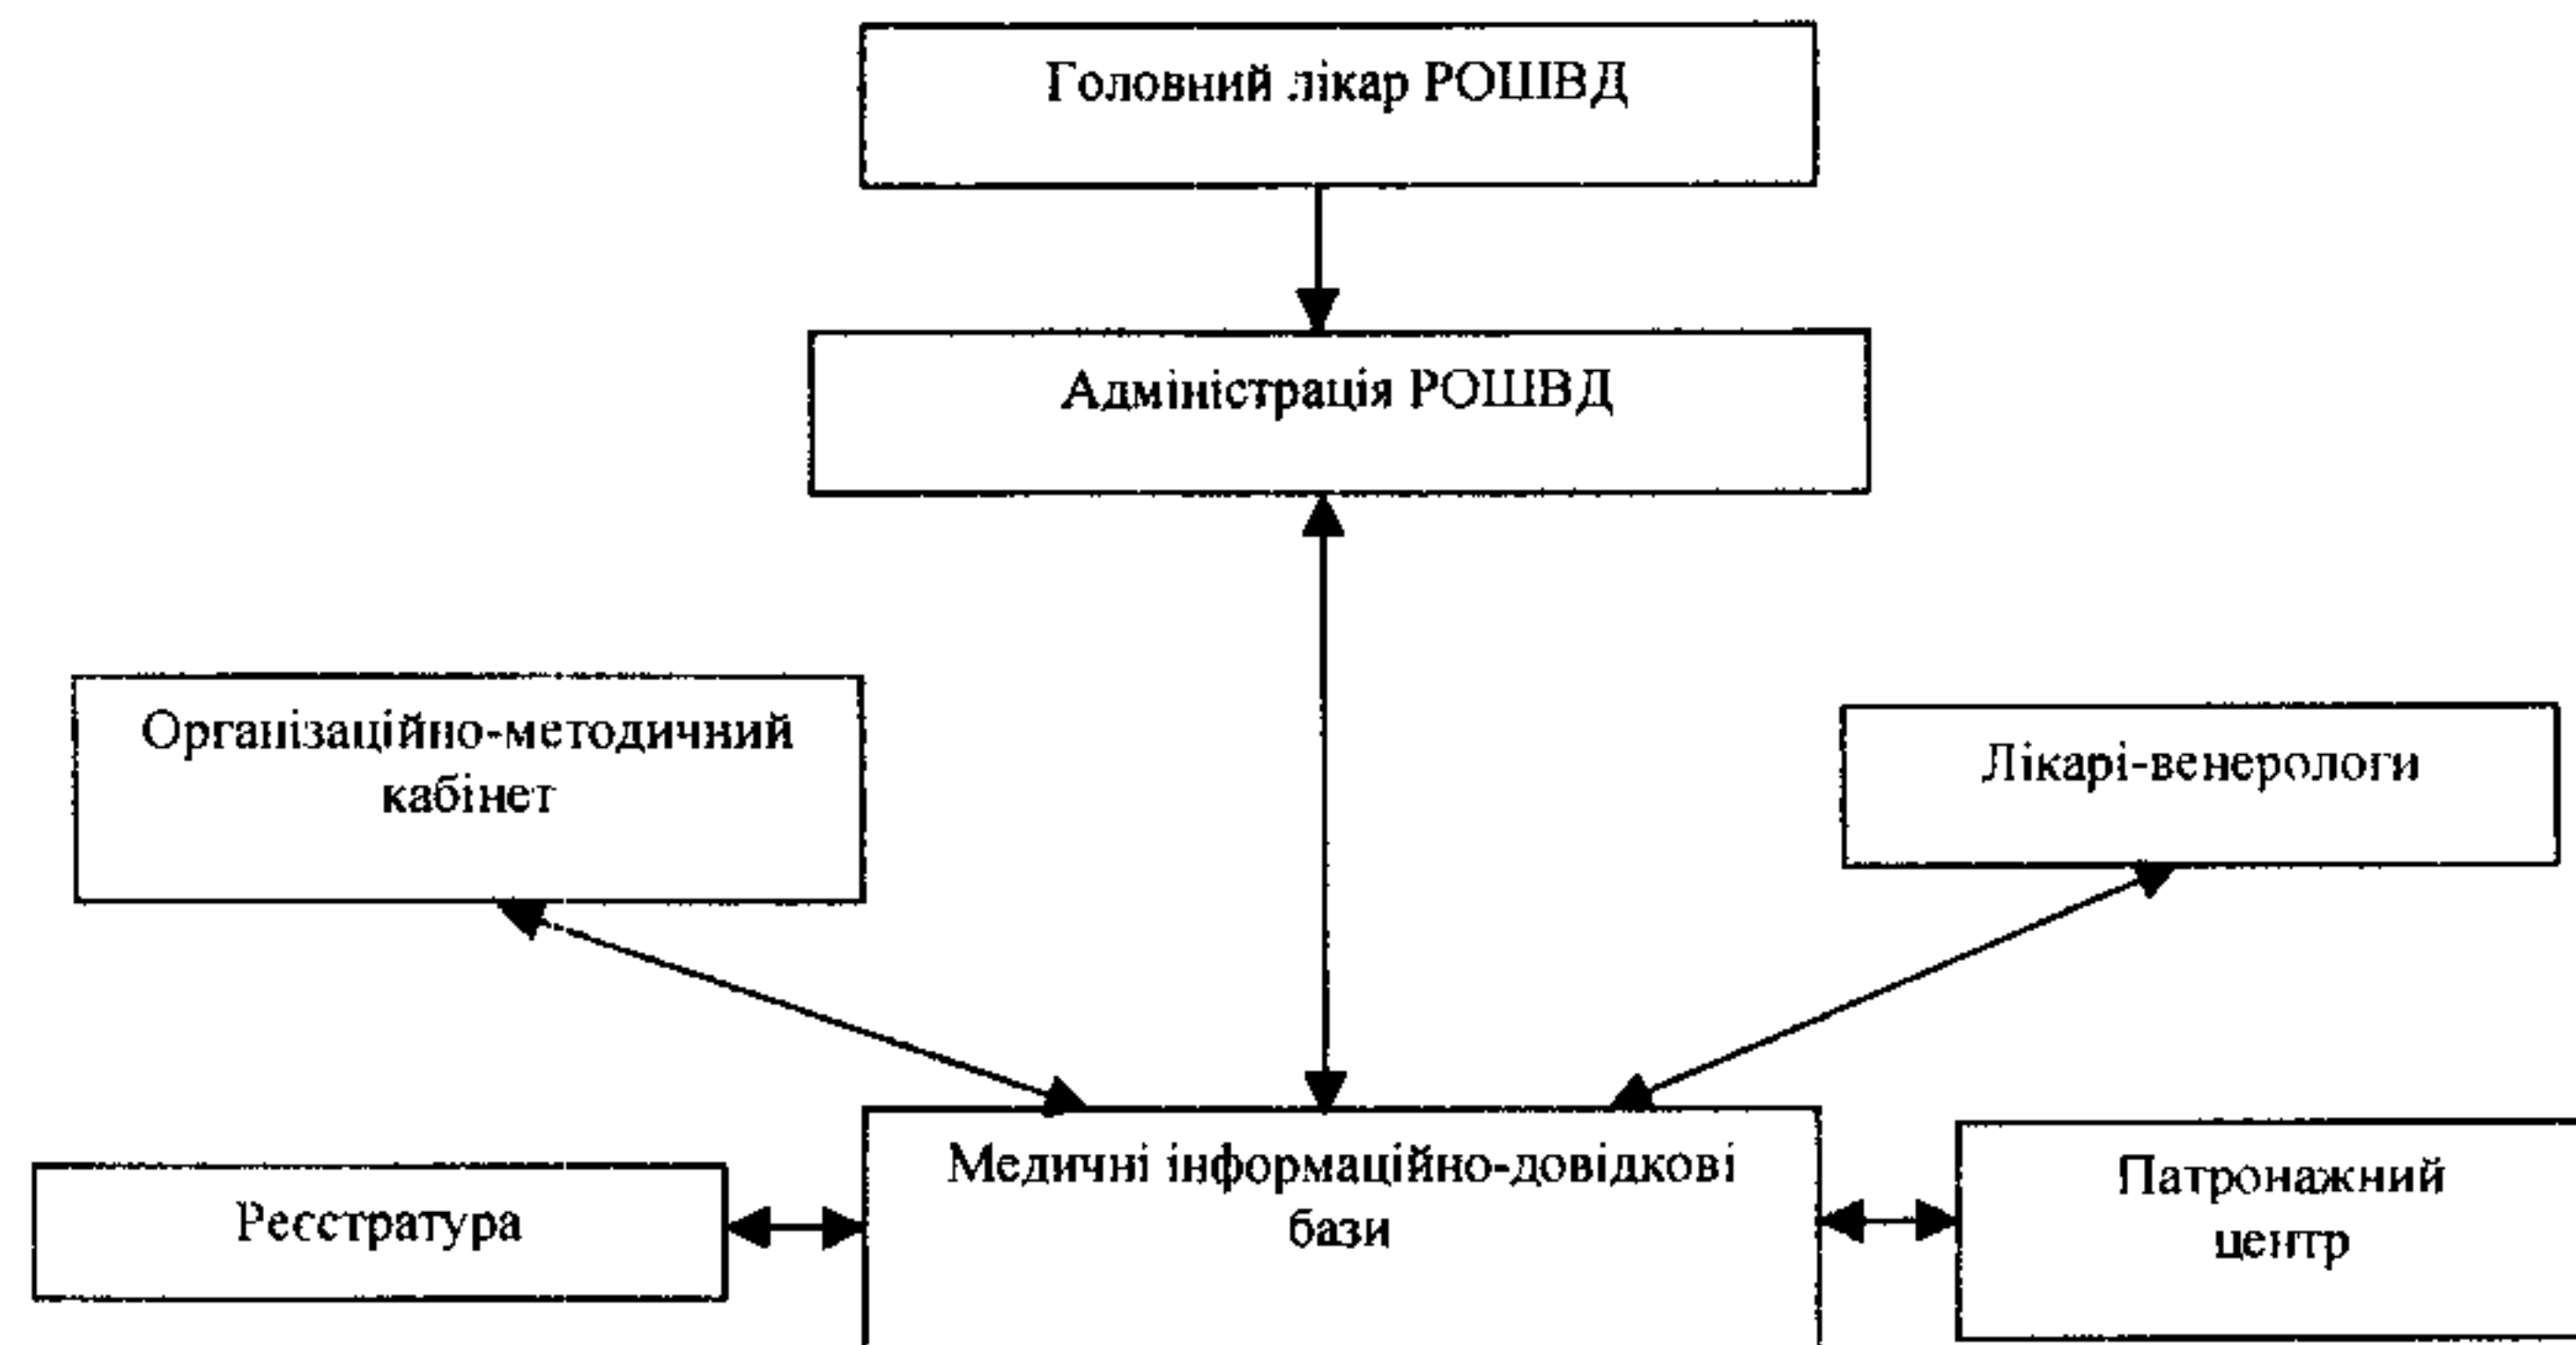 Головний лікар РОШВД
Адміністрація РОШВД
Організаційно-методичний
кабінет
Лікарі-венерологи
Медичні інформаційно-довідкові
бази
Реєстратура
Патронажний
центр